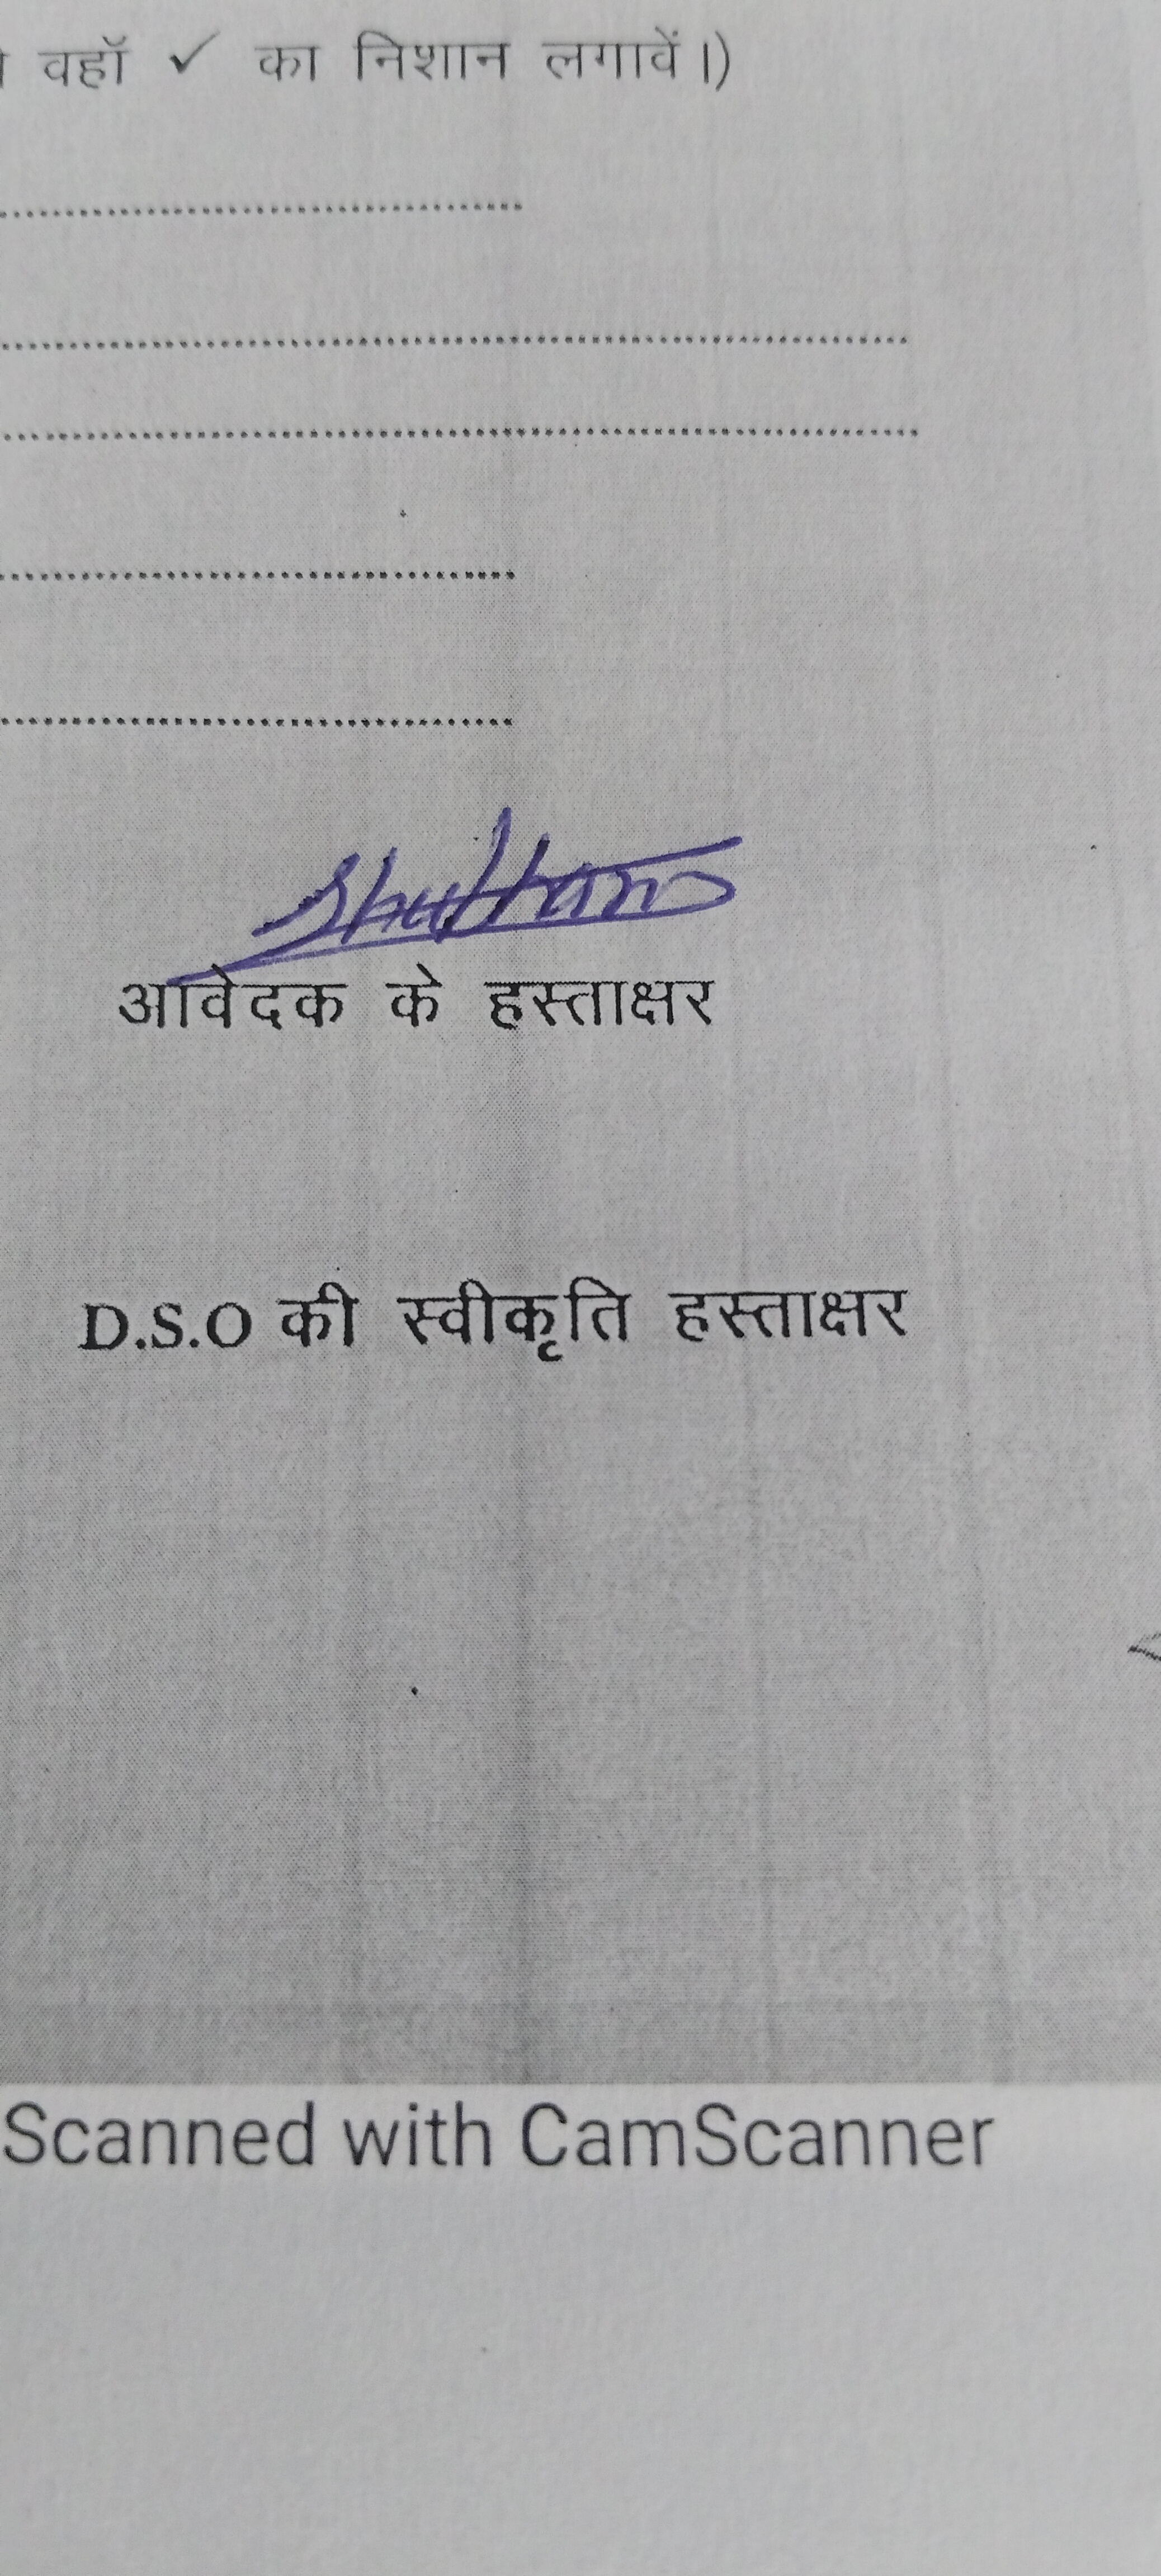 वहाँ ✓ का निशान लगावें।)
आवेदक के हस्ताक्षर
D.S.O की स्वीकृति हस्ताक्षर
Scanned with CamScanner